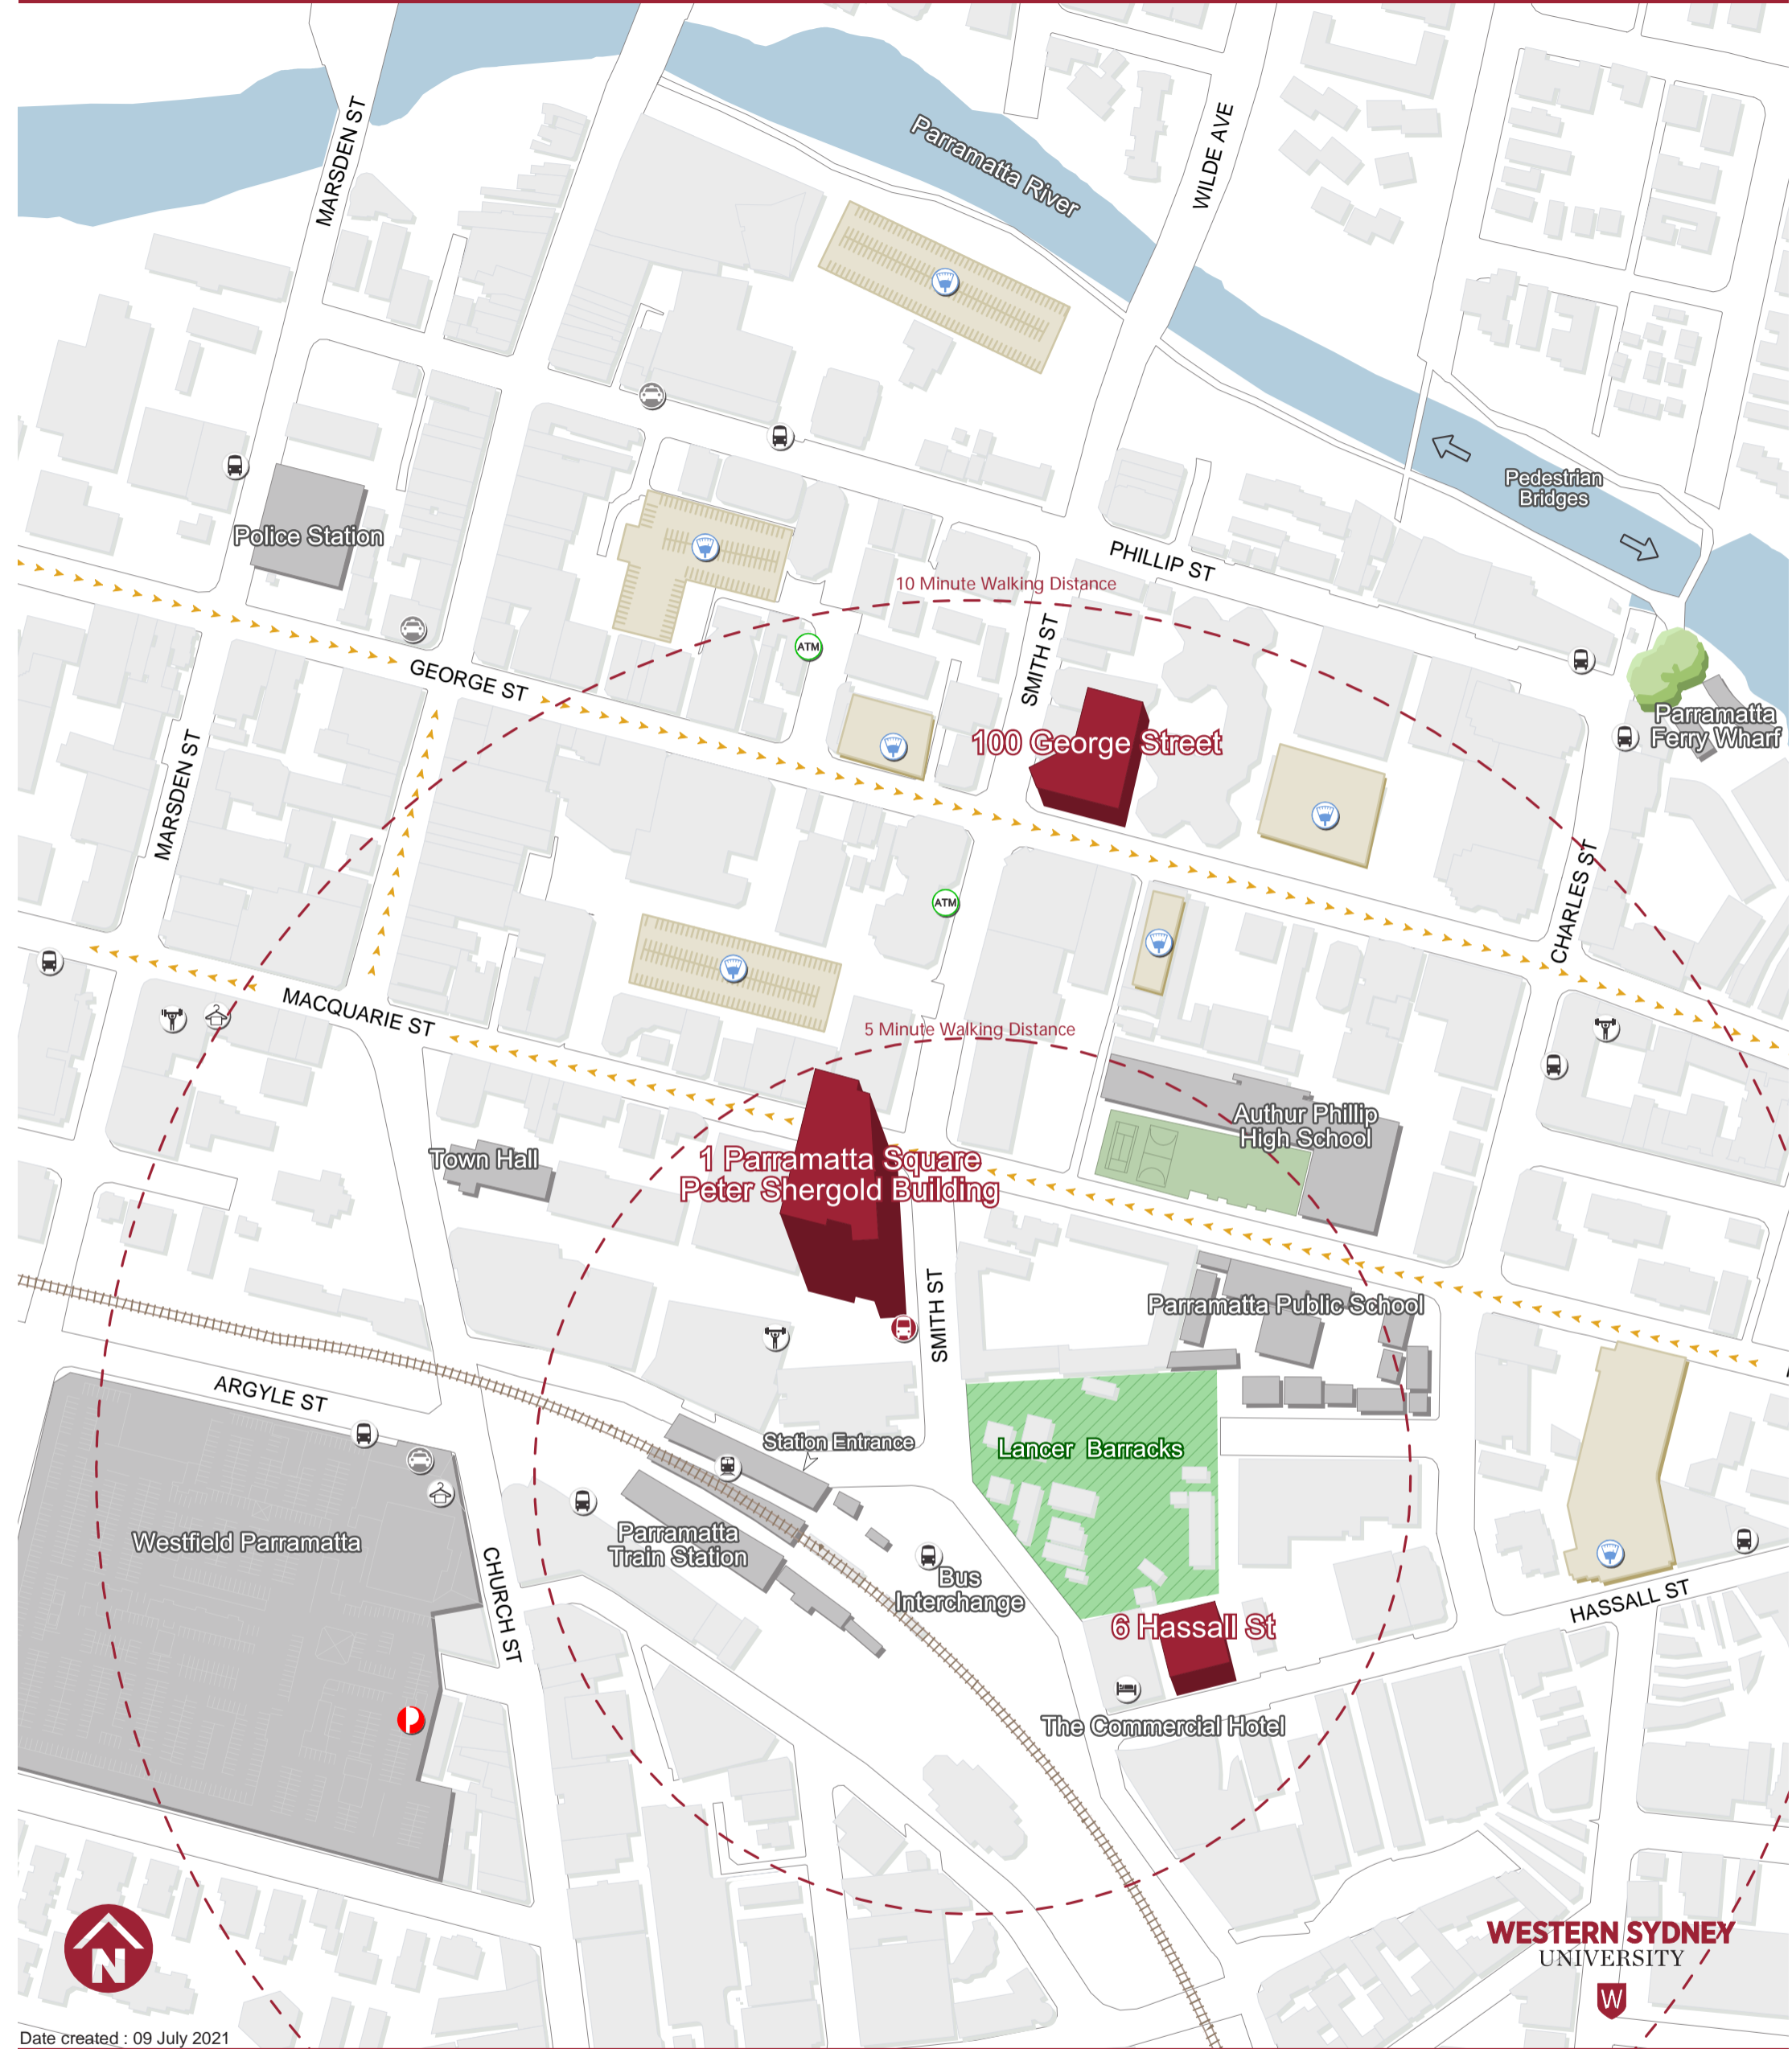 MARSDEN ST
Parramatta River
WILDE AVE
Pedestrian
Bridges
Police Station
PHILLIP ST
10 Minute Walking Distance
ATM
SMITH ST
GEORGE ST
100 George Street
Parramatta
Ferry Wharf
MARSDEN ST
CHARLES ST
ATM
MACQUARIE ST
5 Minute Walking Distance
Authur Phillip
High School
Town Hall
1 Parramatta Square
Peter Shergold Building
SMITH ST
Parramatta Public School
ARGYLE ST
Station Entrance
Lancer Barracks
Westfield Parramatta
Parramatta
Train Station
Bus
Interchange
CHURCH ST
HASSALL ST
6 Hassall St
P
The Commercial Hotel
N
WESTERN SYDNEY
UNIVERSITY
W
Date created : 09 July 2021